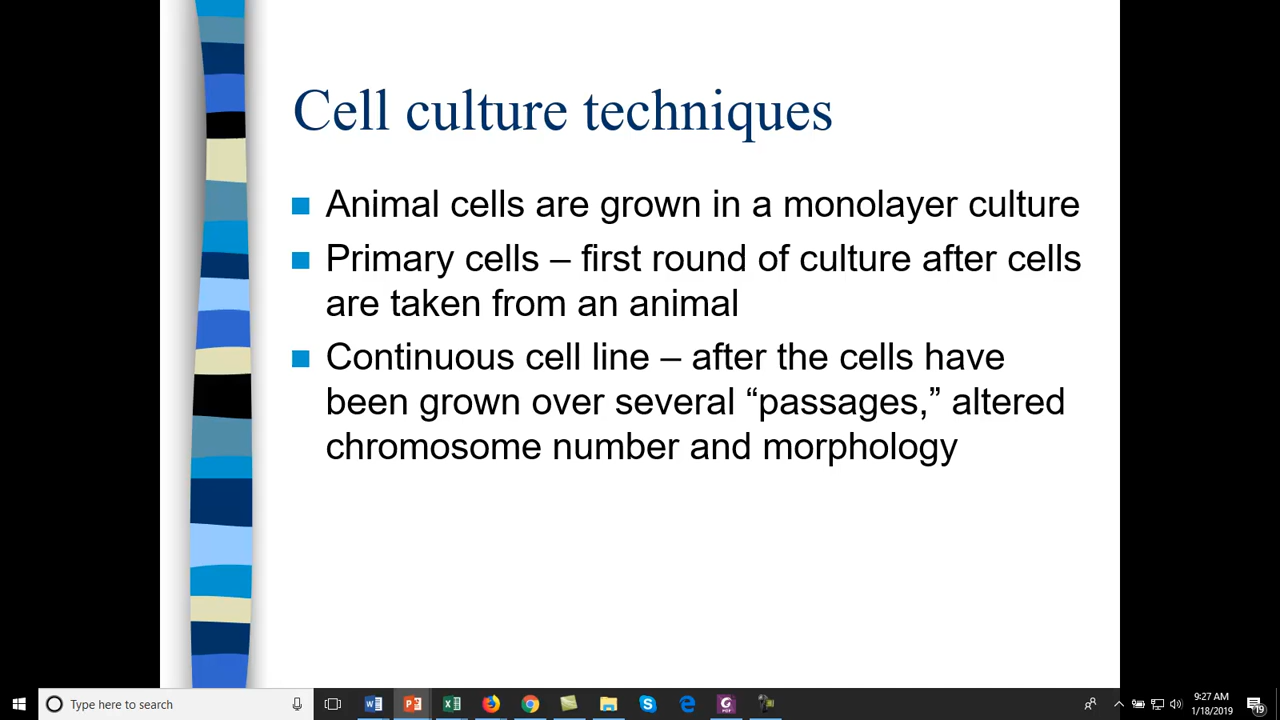 Cell culture techniques
Animal cells are grown in a monolayer culture
Primary cells – first round of culture after cells
are taken from an animal
Continuous cell line – after the cells have
been grown over several “passages,” altered
chromosome number and morphology
Type here to search
9:27 AM
1/18/2019
19